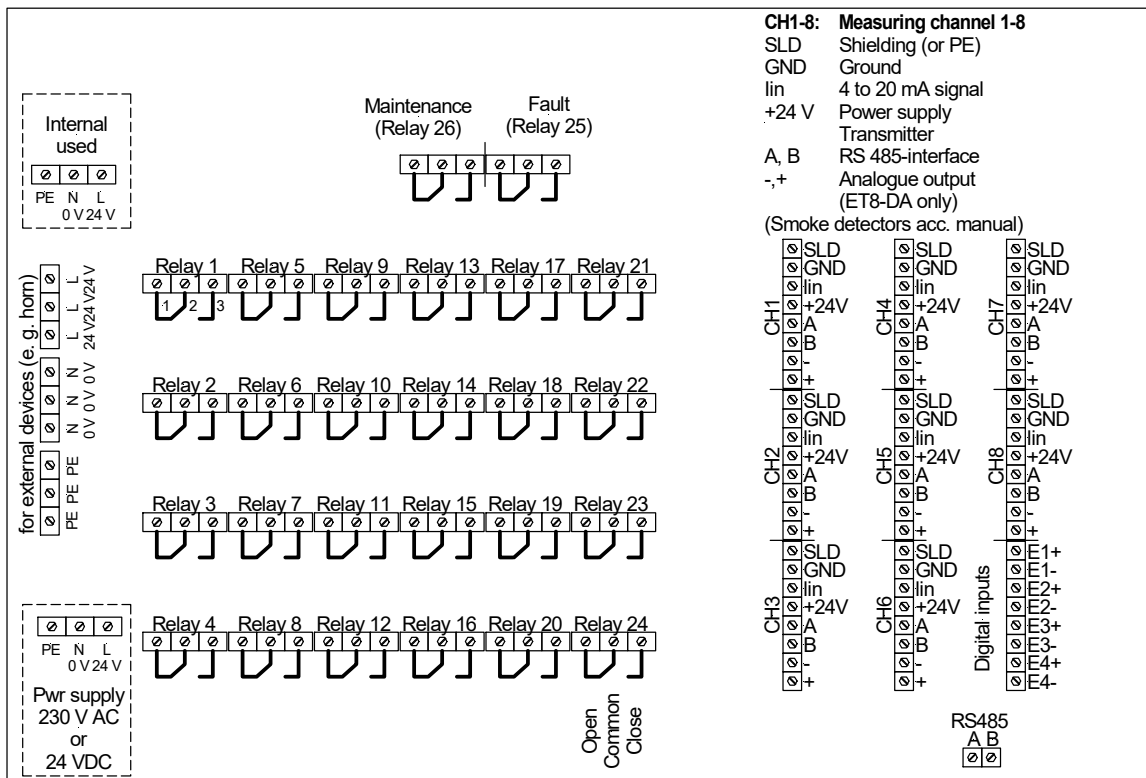 CH1-8: Measuring channel 1-8
SLD Shielding (or PE)
GND Ground
Iin 4 to 20 mA signal
+24 V Power supply
Transmitter
A, B RS 485-interface
-,+ Analogue output
(ET8-DA only)
(Smoke detectors acc. manual)
Internal
used
PE N L
0 V 24 V
Maintenance
(Relay 26)
Fault
(Relay 25)
for external devices (e. g. horn)
L 24 V
L 24 V
L 24 V
N 0 V
N 0 V
N 0 V
PE
PE
PE
Relay 1 Relay 5 Relay 9 Relay 13 Relay 17 Relay 21
1 2 3
Relay 2 Relay 6 Relay 10 Relay 14 Relay 18 Relay 22
Relay 3 Relay 7 Relay 11 Relay 15 Relay 19 Relay 23
Relay 4 Relay 8 Relay 12 Relay 16 Relay 20 Relay 24
Open
Common
Close
PE N L
0 V 24 V
Pwr supply
230 V AC
or
24 VDC
CH1
SLD
GND
Iin
+24V
A
B
-
+
CH2
SLD
GND
Iin
+24V
A
B
-
+
CH3
SLD
GND
Iin
+24V
A
B
-
+
CH4
SLD
GND
Iin
+24V
A
B
-
+
CH5
SLD
GND
Iin
+24V
A
B
-
+
CH6
SLD
GND
Iin
+24V
A
B
-
+
CH7
SLD
GND
Iin
+24V
A
B
-
+
CH8
SLD
GND
Iin
+24V
A
B
-
+
Digital inputs
E1+
E1-
E2+
E2-
E3+
E3-
E4+
E4-
RS485
A B